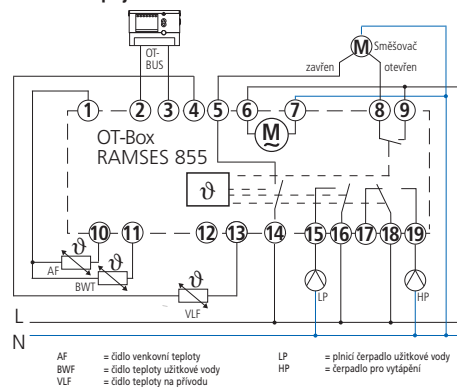 OT-
BUS
M
Směšovač
zavřen
otevřen
1
2
3
4
5
6
7
8
9
OT-Box
RAMSES 855
M
~
ϑ
10
11
12
13
14
15
16
17
18
19
ϑ
AF
ϑ
BWT
ϑ
VLF
LP
HP
L
N
AF = čidlo venkovní teploty
BWF = čidlo teploty užitkové vody
VLF = čidlo teploty na přívodu
LP = plnicí čerpadlo užitkové vody
HP = čerpadlo pro vytápění